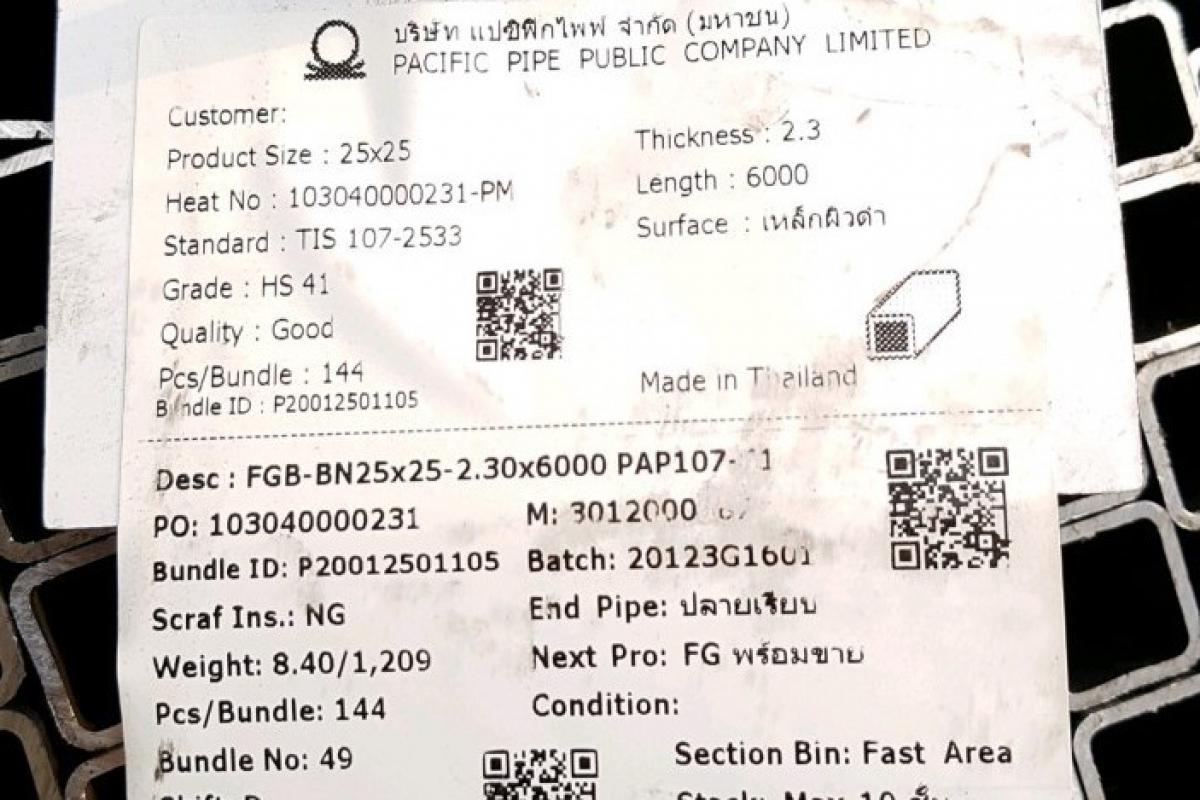 บริษัท แปซิฟิกไพพ์ จำกัด (มหาชน)
PACIFIC PIPE PUBLIC COMPANY LIMITED
Customer:
Product Size : 25x25
Thickness : 2.3
Heat No : 103040000231-PM
Length : 6000
Standard : TIS 107-2533
Surface : เหล็กผิวดำ
Grade : HS 41
Quality : Good
Pcs/Bundle : 144
Made in Thailand
Bundle ID : P20012501105
Desc : FGB-BN25x25-2.30x6000
PO: 103040000231
M:
Bundle ID: P20012501105
Batch: 20123G1601
Scraf Ins.: NG
End Pipe: ปลายเรียบ
Weight: 8.40/1,209
Next Pro: FG พร้อมขาย
Pcs/Bundle: 144
Condition:
Bundle No: 49
Section Bin: Fast Area